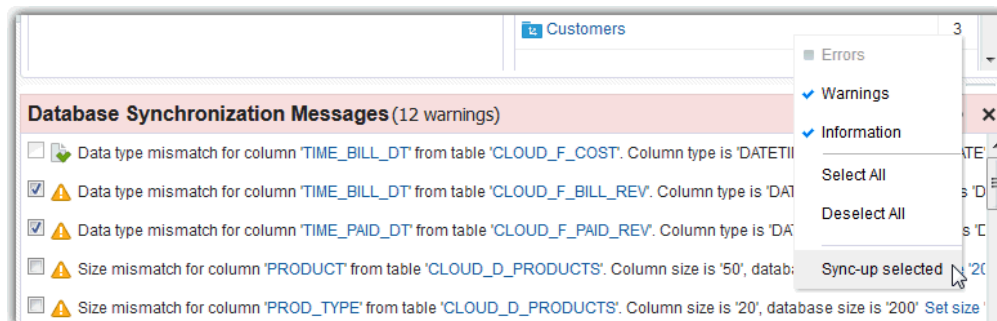 Customers 3
Errors
Warnings
Information
Select All
Deselect All
Sync-up selected
Database Synchronization Messages (12 warnings)
Data type mismatch for column 'TIME_BILL_DT' from table 'CLOUD_F_COST'. Column type is
Data type mismatch for column 'TIME_BILL_DT' from table 'CLOUD_F_BILL_REV'. Column type is
Data type mismatch for column 'TIME_PAID_DT' from table 'CLOUD_F_PAID_REV'. Column type is
Size mismatch for column 'PRODUCT' from table 'CLOUD_D_PRODUCTS'. Column size is '50',
Size mismatch for column 'PROD_TYPE' from table 'CLOUD_D_PRODUCTS'. Column size is '20', database size is '200' Set size